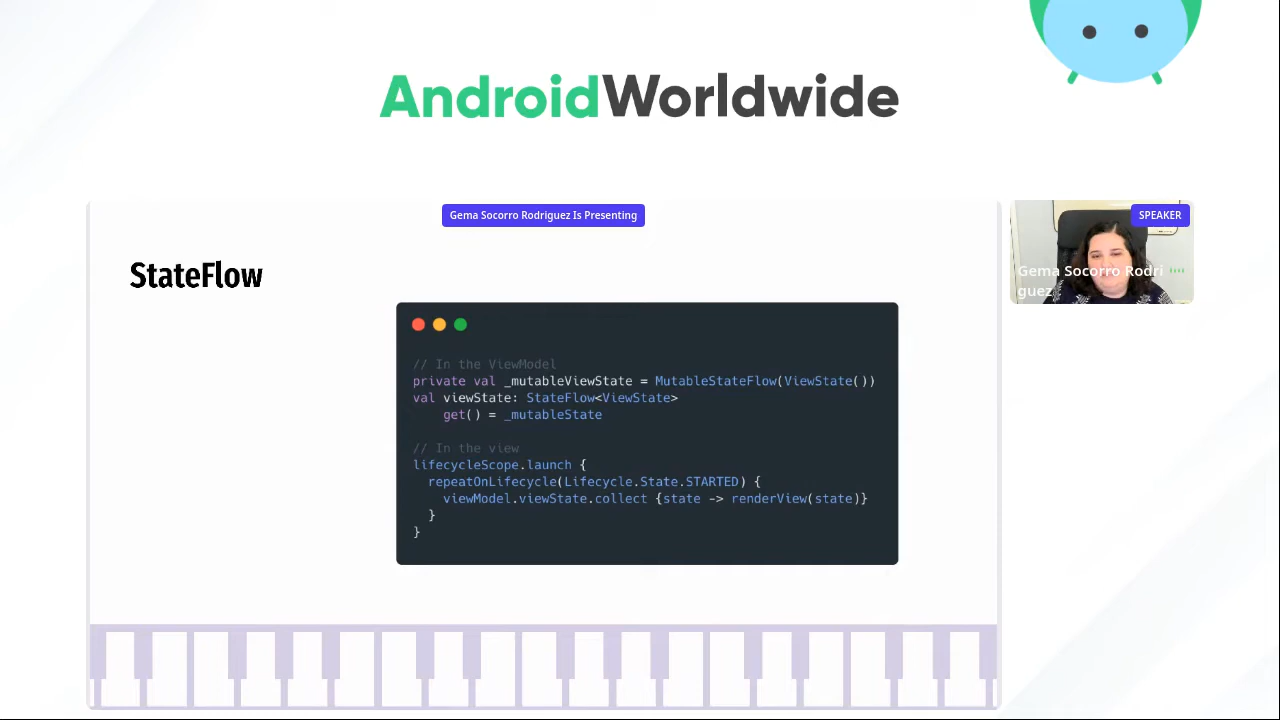 AndroidWorldwide
Gema Socorro Rodriguez Is Presenting
SPEAKER
Gema Socorro Rodri
guez
StateFlow
// In the ViewModel
private val _mutableViewState = MutableStateFlow(ViewState())
val viewState: StateFlow<ViewState>
    get() = _mutableState
// In the view
lifecycleScope.launch {
  repeatOnLifecycle(Lifecycle.State.STARTED) {
    viewModel.viewState.collect {state -> renderView(state)}
  }
}